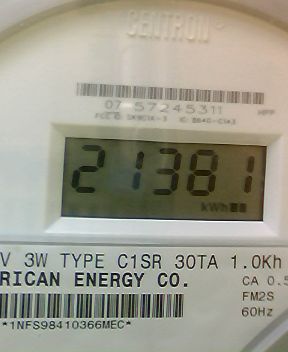 CENTRON®
07 57245311
21381
kWh
V 3W TYPE C1SR 30TA 1.0Kh
RICAN ENERGY CO.
CA 0.5
FM2S
60Hz
*1NFS98410366MEC*